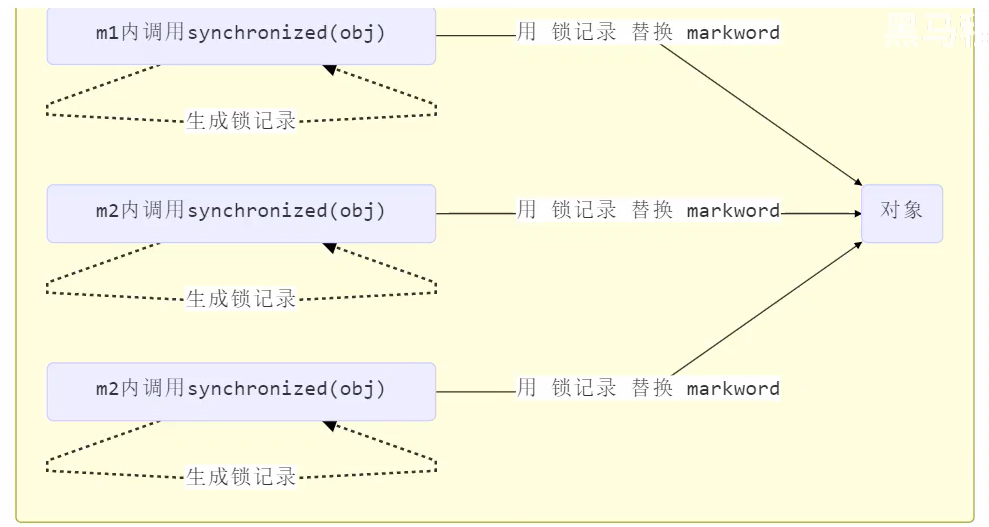 m1内调用synchronized(obj)
用 锁记录 替换 markword
生成锁记录
m2内调用synchronized(obj)
用 锁记录 替换 markword
对象
生成锁记录
m2内调用synchronized(obj)
用 锁记录 替换 markword
生成锁记录